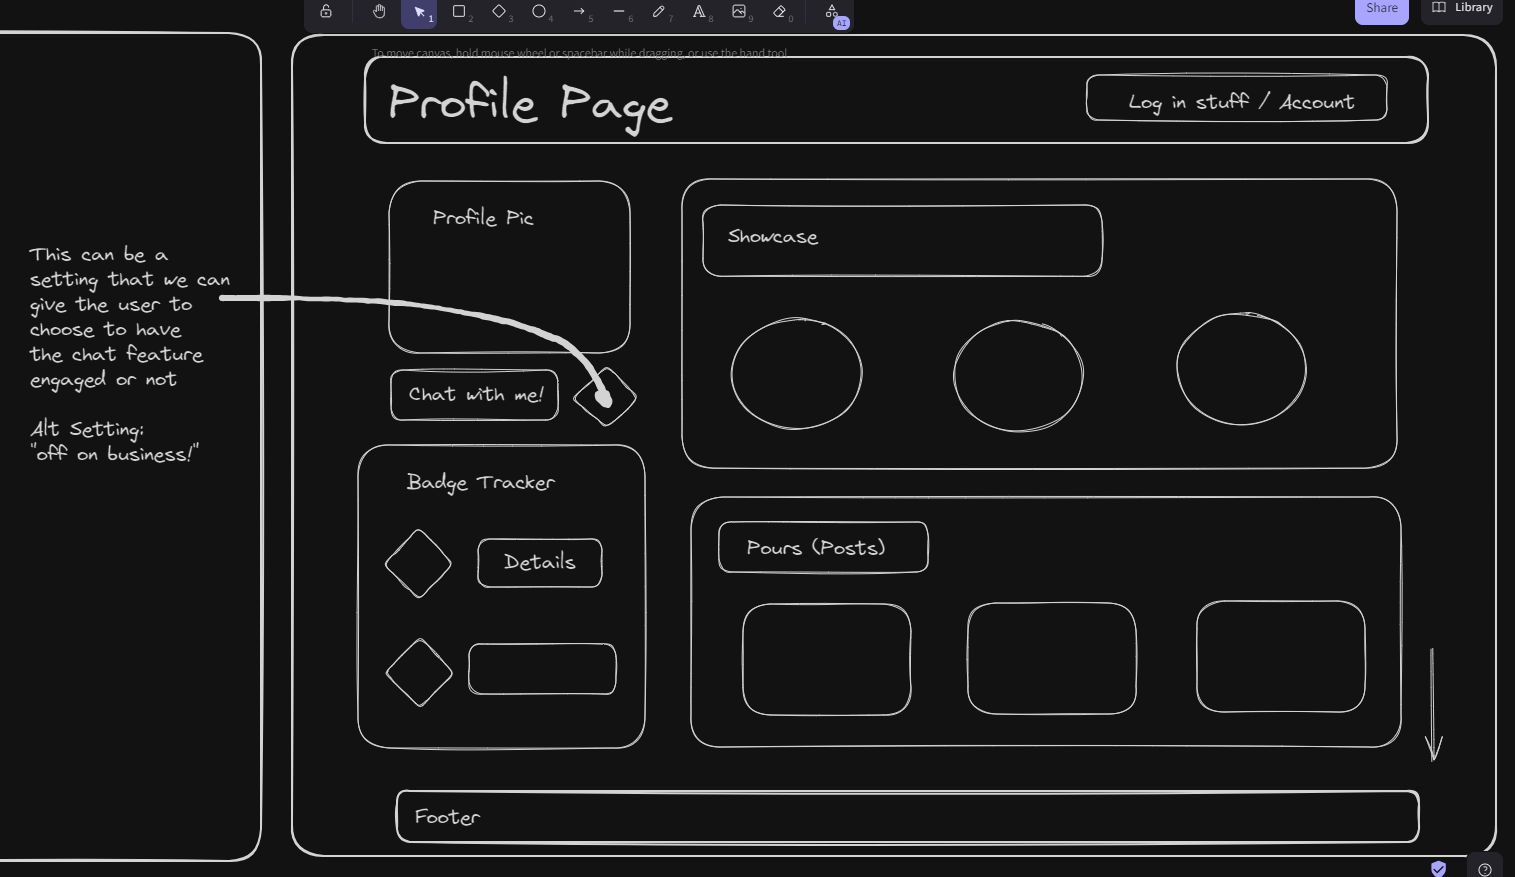 1
2
3
4
5
6
7
A 8
9
0
AI
Share
Library
To move canvas, hold mouse wheel or spacebar while dragging, or use the hand tool
Profile Page
Log in stuff / Account
Profile Pic
Showcase
This can be a
setting that we can
give the user to
choose to have
the chat feature
engaged or not
Alt Setting:
"off on business!"
Chat with me!
Badge Tracker
Details
Pours (Posts)
Footer